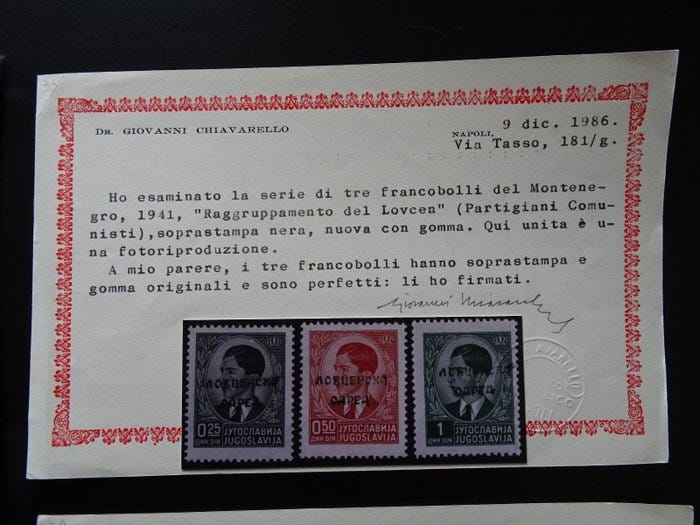 DR. GIOVANNI CHIAVARELLO
9 dic. 1986.
NAPOLI,
Via Tasso, 181/g.
Ho esaminato la serie di tre francobolli del Montene-
gro, 1941, "Raggruppamento del Lovcen" (Partigiani Comu-
nisti),soprastampa nera, nuova con gomma. Qui unita è u-
na fotoriproduzione.
A mio parere, i tre francobolli hanno soprastampa e
gomma originali e sono perfetti: li ho firmati.
ЛОВЦЕНСКО
ОДРЕД
0.25
ДИН DIN
ЈУГОСЛАВИЈА
JUGOSLAVIJA
ЛОВЦЕНСКО
ОДРЕД
0.50
ДИН DIN
ЈУГОСЛАВИЈА
JUGOSLAVIJA
ЛОВЦЕНСКО
ОДРЕД
1
ДИН DIN
ЈУГОСЛАВИЈА
JUGOSLAVIJA